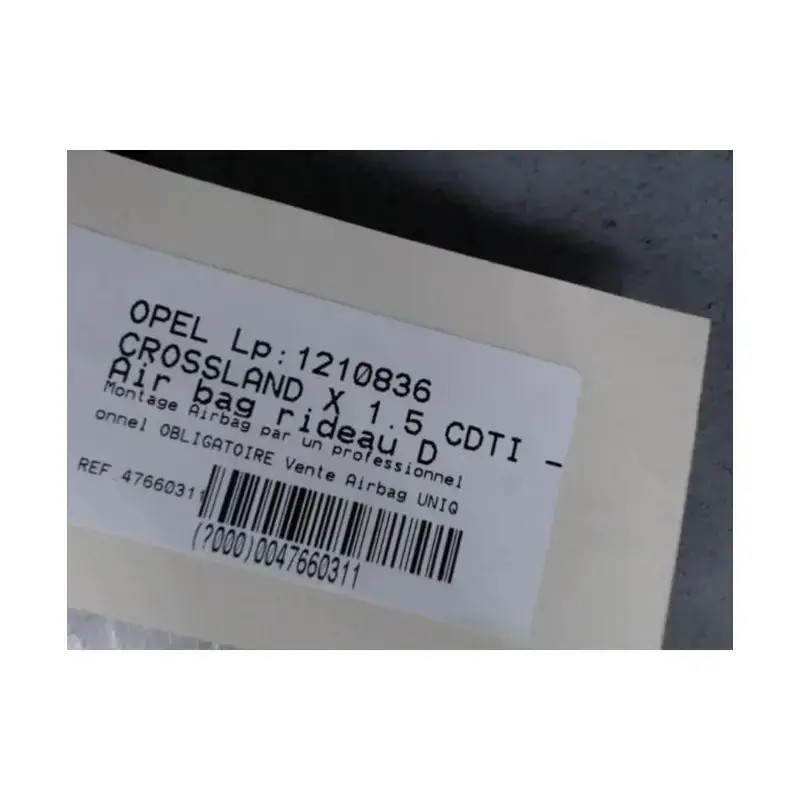 OPEL Lp:1210836
CROSSLAND X 1.5 CDTI -
Air bag rideau D
Montage Airbag par un professionnel
onnel OBLIGATOIRE Vente Airbag UNIQ
REF.47660311
(?000)0047660311